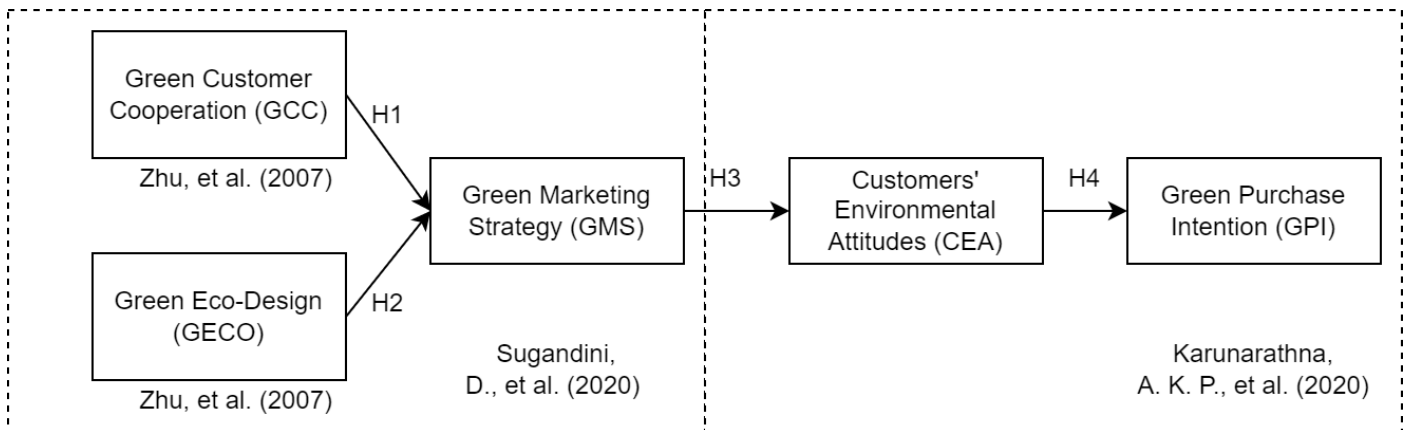 Green Customer
Cooperation (GCC)
H1
Zhu, et al. (2007)
Green Eco-Design
(GECO)
H2
Zhu, et al. (2007)
Green Marketing
Strategy (GMS)
Sugandini,
D., et al. (2020)
H3
Customers'
Environmental
Attitudes (CEA)
H4
Green Purchase
Intention (GPI)
Karunarathna,
A. K. P., et al. (2020)